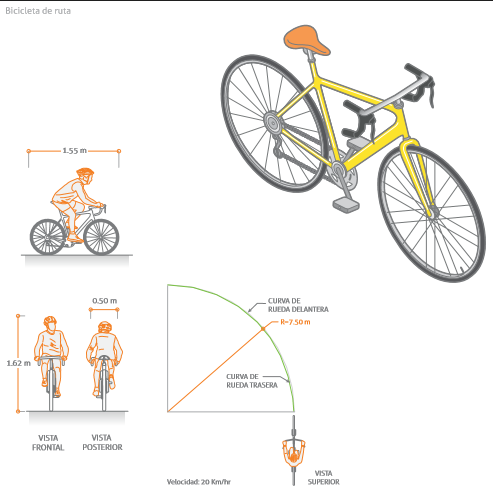 Bicicleta de ruta
1.55 m
0.50 m
1.62 m
VISTA
FRONTAL
VISTA
POSTERIOR
CURVA DE
RUEDA DELANTERA
R=7.50 m
CURVA DE
RUEDA TRASERA
Velocidad: 20 Km/hr
VISTA
SUPERIOR